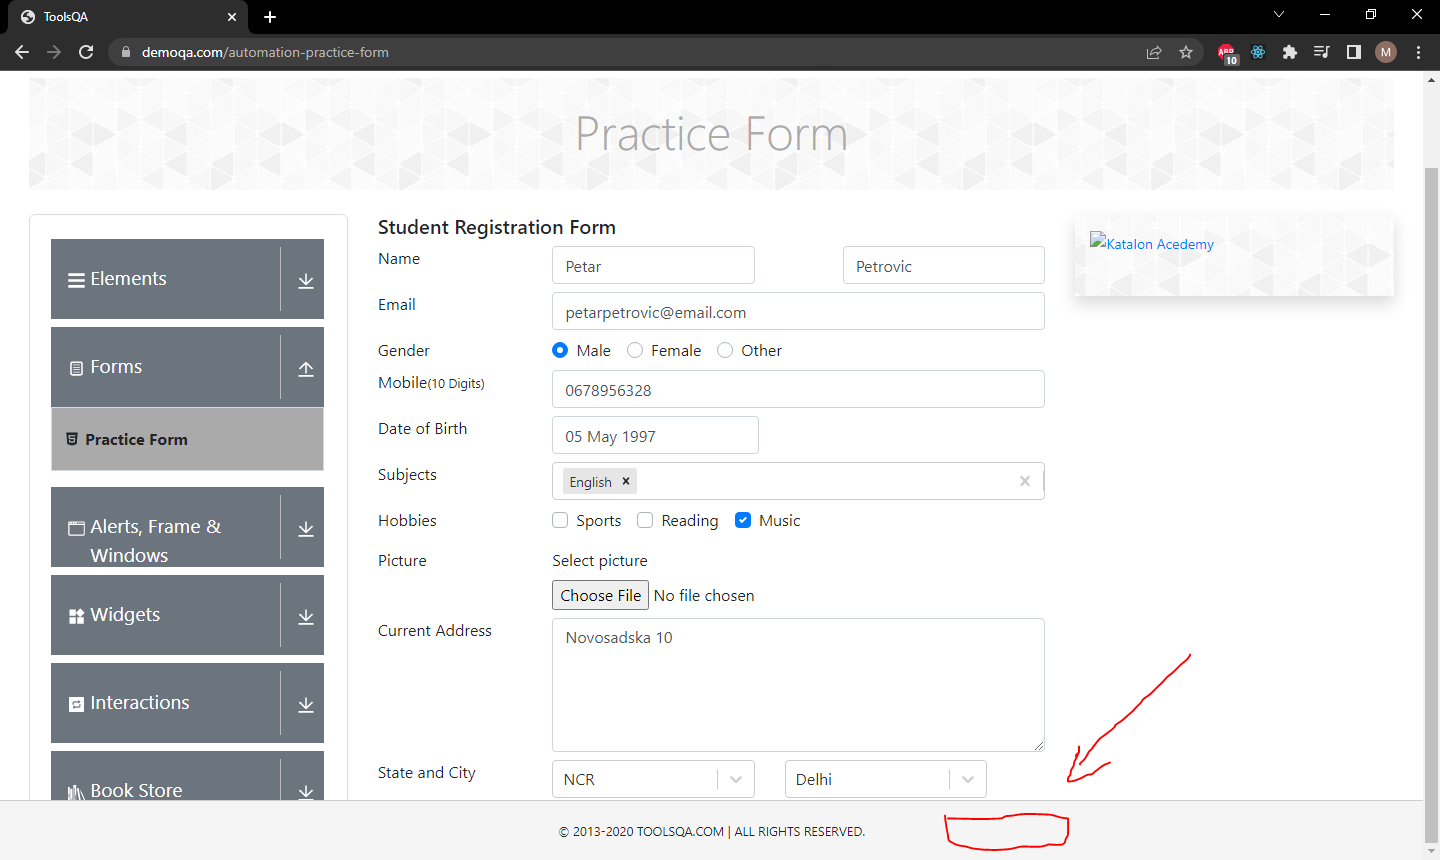 ToolsQA
demoqa.com/automation-practice-form
ABP
10
M
Practice Form
Elements
Forms
Practice Form
Alerts, Frame &
Windows
Widgets
Interactions
Book Store
Student Registration Form
Name
Petar
Petrovic
Email
petarpetrovic@email.com
Gender
Male
Female
Other
Mobile(10 Digits)
0678956328
Date of Birth
05 May 1997
Subjects
English
Hobbies
Sports
Reading
Music
Picture
Select picture
Choose File
No file chosen
Current Address
Novosadska 10
State and City
NCR
Delhi
Katalon Acedemy
© 2013-2020 TOOLSQA.COM | ALL RIGHTS RESERVED.